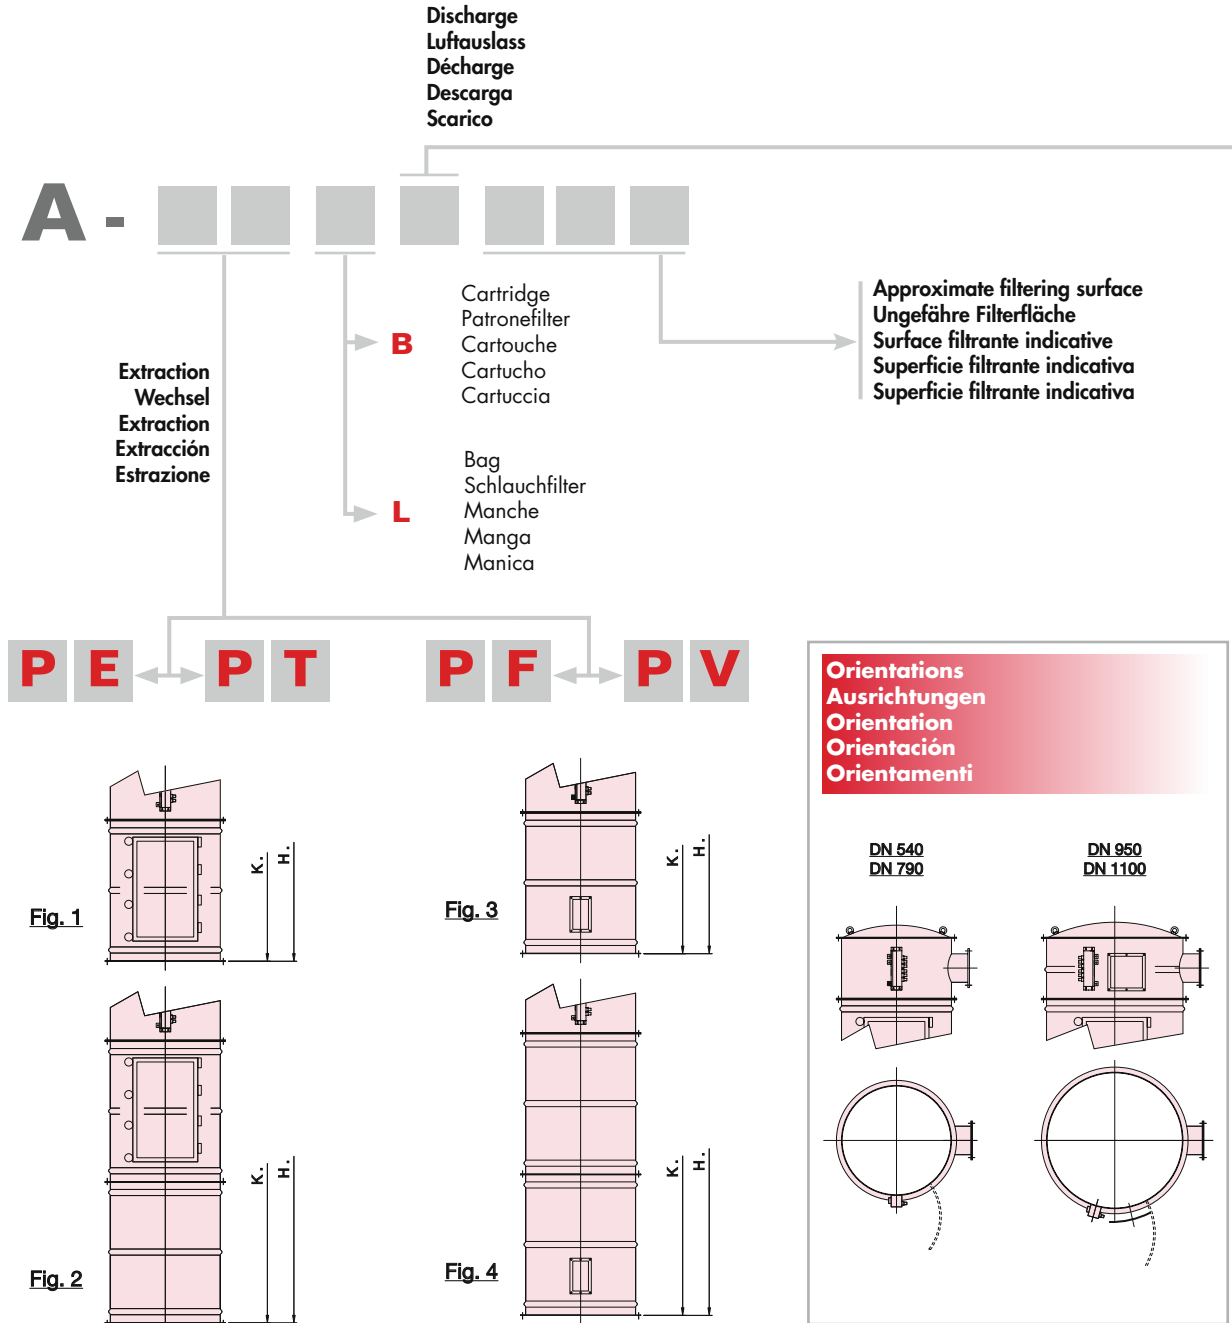 Discharge
Luftauslass
Décharge
Descarga
Scarico
A -
Cartridge
Patronefilter
B Cartouche
Cartucho
Cartuccia
Approximate filtering surface
Ungefähre Filterfläche
Surface filtrante indicative
Superficie filtrante indicativa
Superficie filtrante indicativa
Extraction
Wechsel
Extraction
Extracción
Estrazione
Bag
Schlauchfilter
L Manche
Manga
Manica
P E P T P F P V
Orientations
Ausrichtungen
Orientation
Orientación
Orientamenti
DN 540
DN 790
DN 950
DN 1100
K. H.
Fig. 1
K. H.
Fig. 3
K. H.
Fig. 2
K. H.
Fig. 4